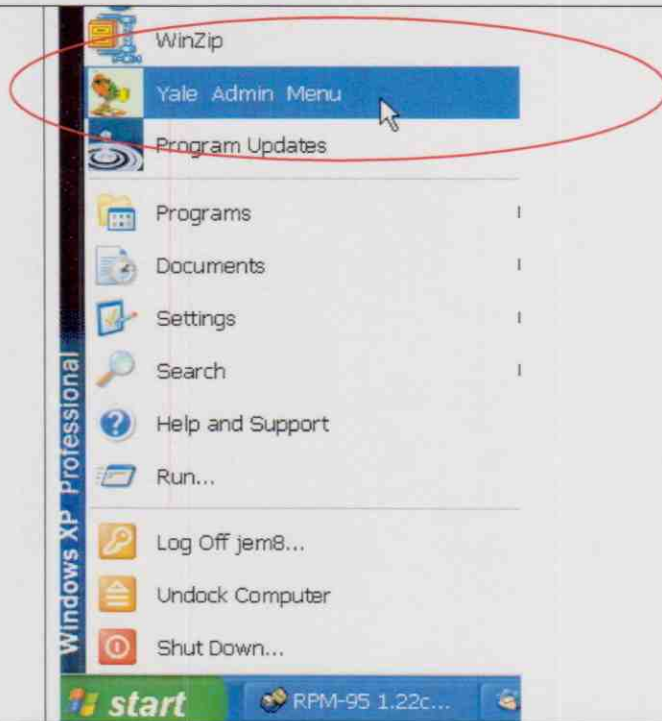 WinZip
Yale Admin Menu
Program Updates
Programs
Documents
Settings
Search
Help and Support
Run...
Log Off jem8...
Undock Computer
Shut Down...
Windows XP Professional
start
RPM-95 1.22c...